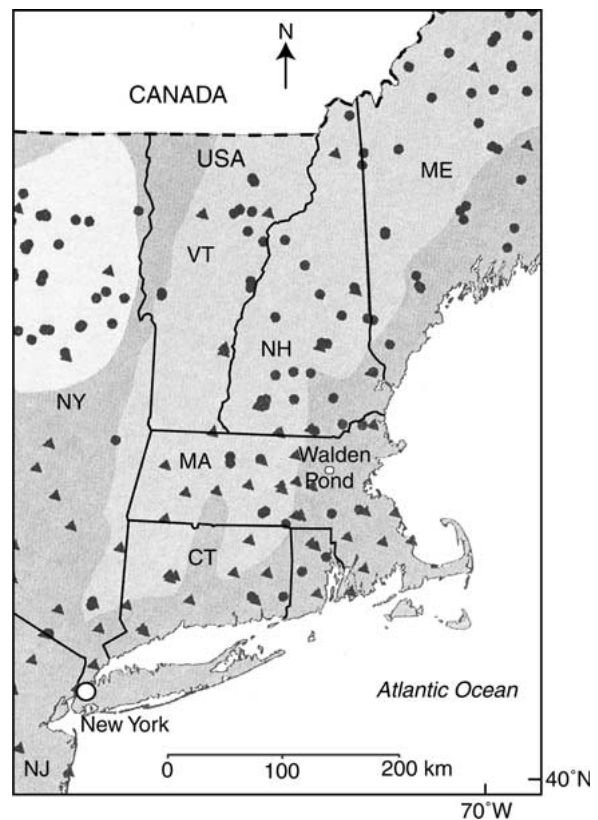 N
CANADA
USA
ME
VT
NH
NY
MA
Walden
Pond
CT
Atlantic Ocean
New York
NJ
0 100 200 km
40°N
70°W